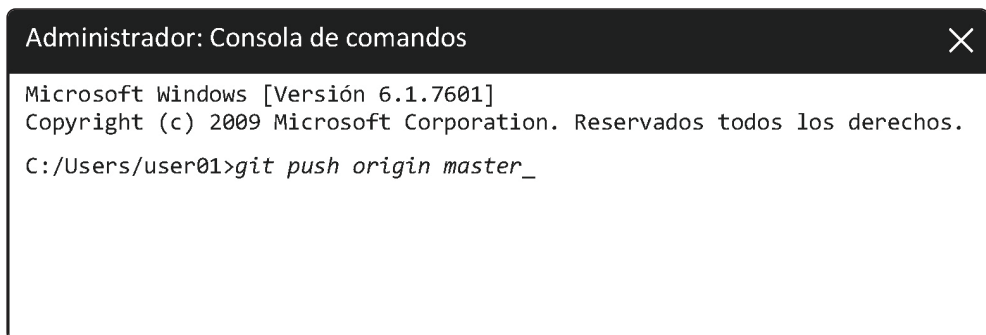 Administrador: Consola de comandos
Microsoft Windows [Versión 6.1.7601]
Copyright (c) 2009 Microsoft Corporation. Reservados todos los derechos.
C:/Users/user01>git push origin master_